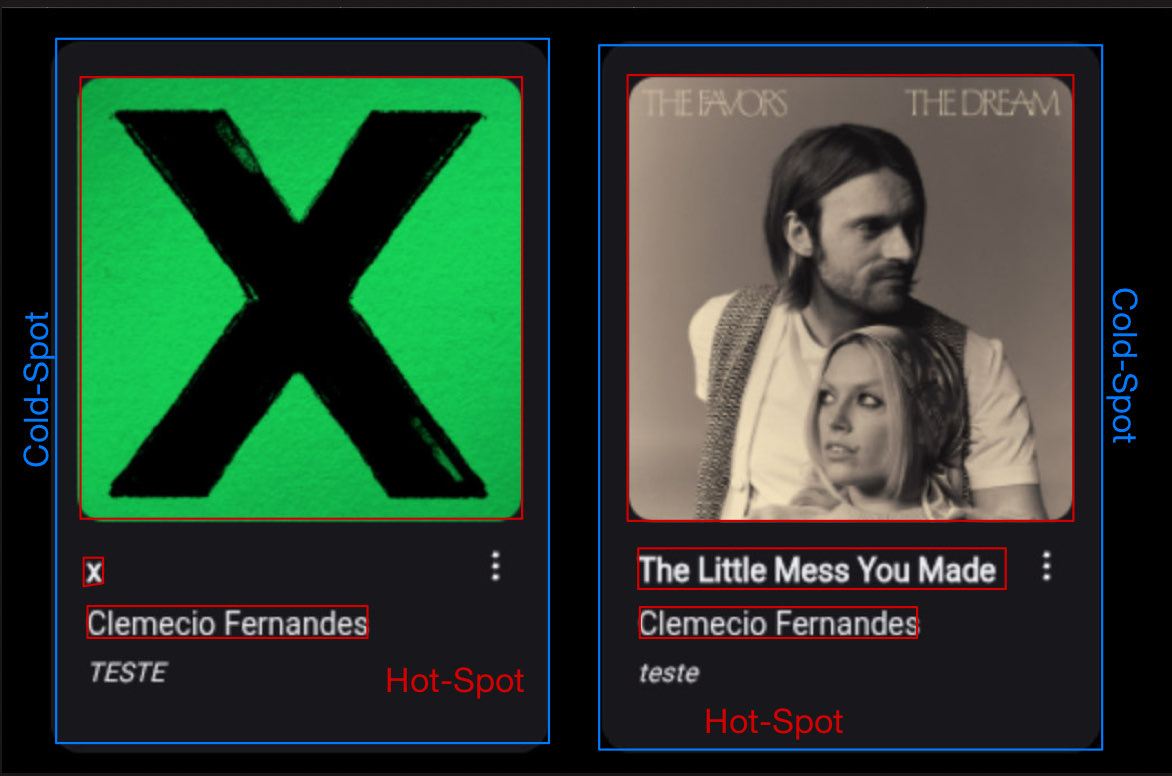 THE FAVORS
THE DREAM
Cold-Spot
x
Clemecio Fernandes
TESTE
Hot-Spot
The Little Mess You Made
Clemecio Fernandes
teste
Hot-Spot
Cold-Spot